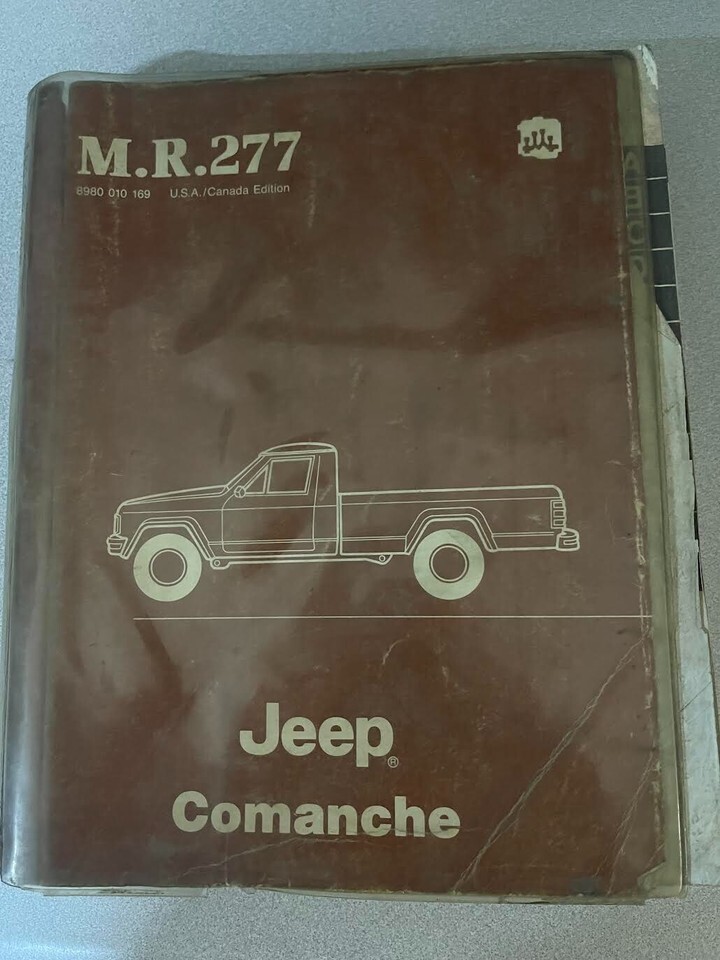 M.R.277
8980 010 169 U.S.A./Canada Edition
Jeep®
Comanche